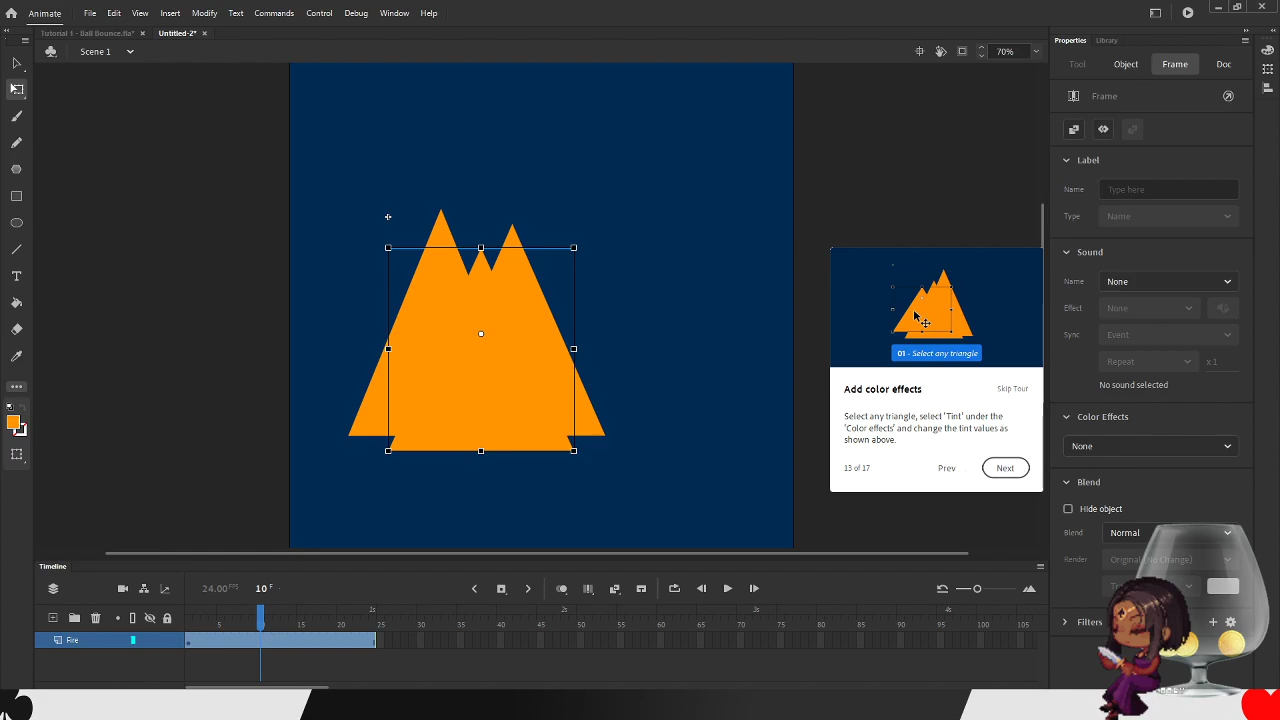 Animate File Edit View Insert Modify Text Commands Control Debug Window Help
Tutorial 1 - Ball Bounce.fla* × Untitled-2* ×
Scene 1
70%
Properties Library
Tool Object Frame Doc
Frame
Label
Name Type here
Type Name
Sound
Name None
Effect None
Sync Event
Repeat x 1
No sound selected
Color Effects
None
Blend
Hide object
Blend Normal
Render Original (No Change)
Filters
01 - Select any triangle
Add color effects Skip Tour
Select any triangle, select 'Tint' under the
'Color effects' and change the tint values as
shown above.
13 of 17 Prev Next
Timeline
24.00 FPS 10 F
1s 2s 3s 4s
5 15 20 25 30 35 40 45 50 55 60 65 70 75 80 85 90 95 100 105
Fire